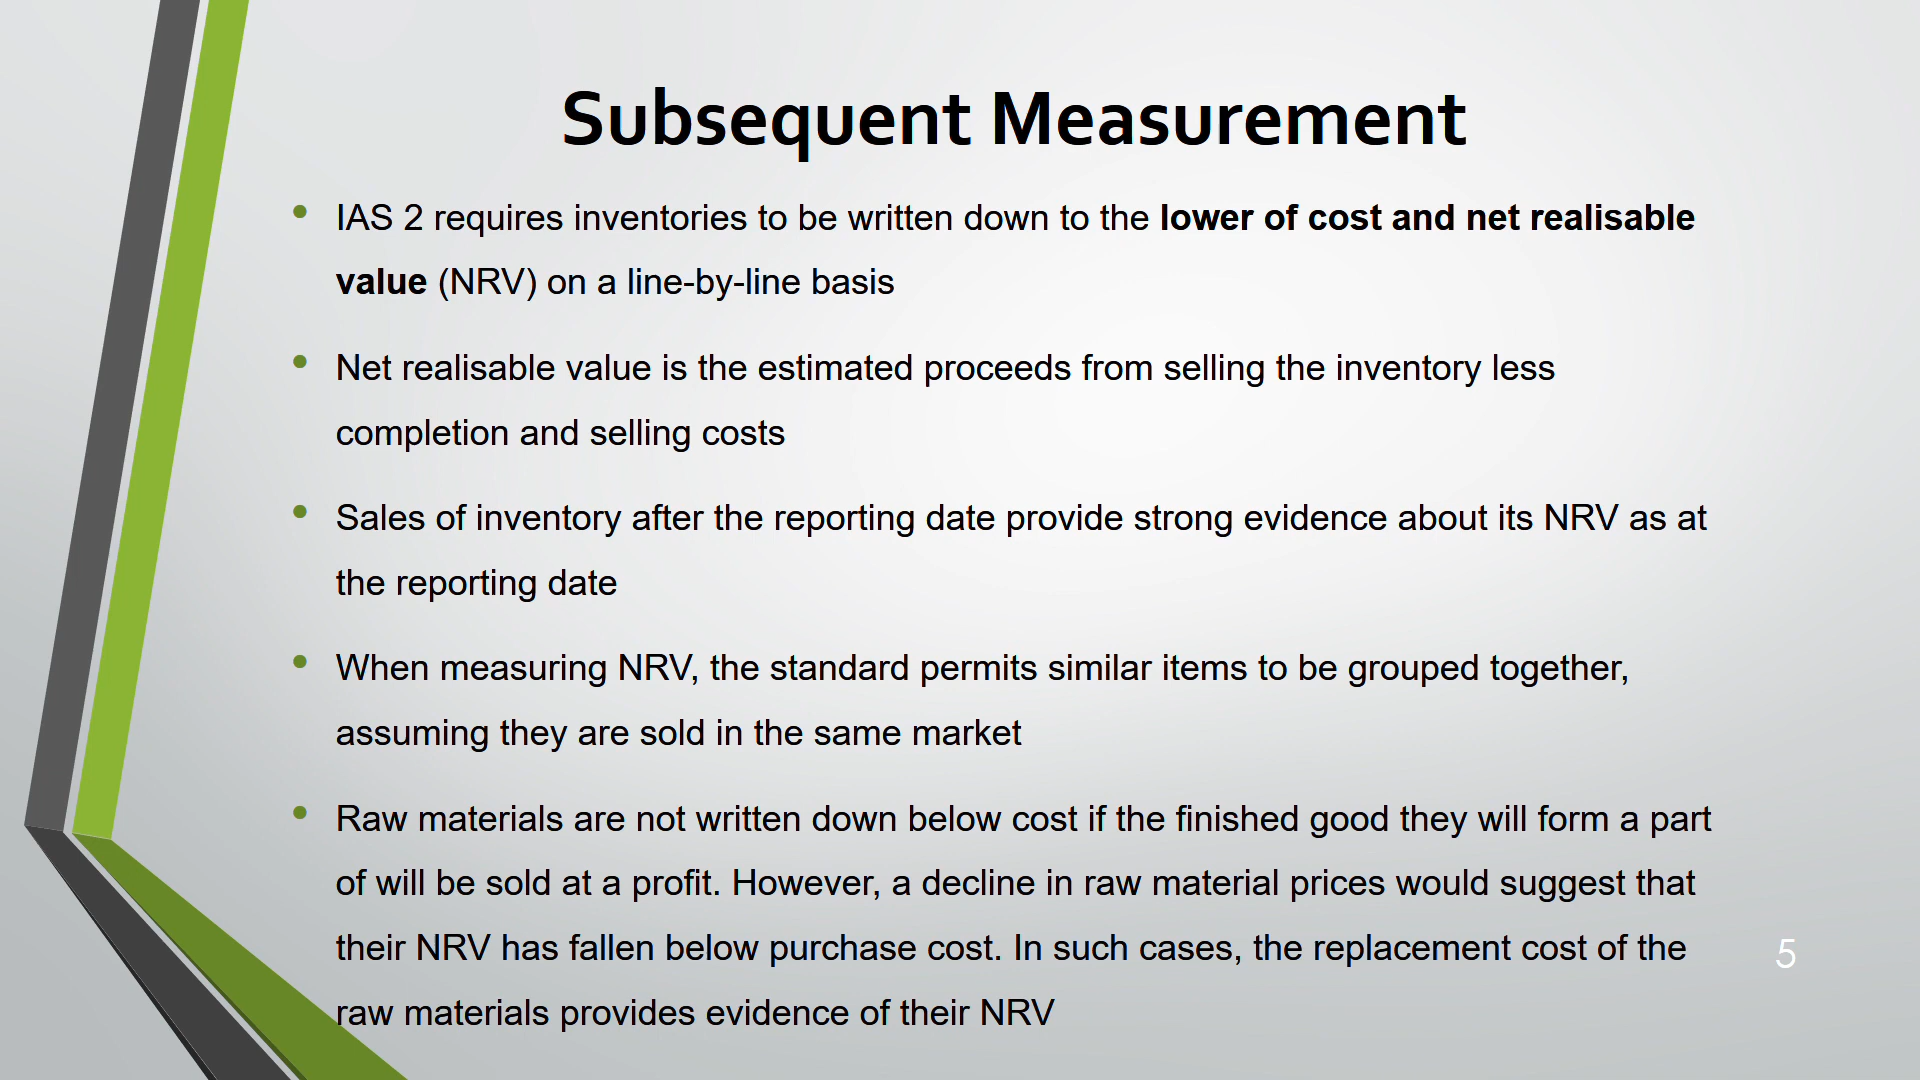 Subsequent Measurement
• IAS 2 requires inventories to be written down to the lower of cost and net realisable
value (NRV) on a line-by-line basis
• Net realisable value is the estimated proceeds from selling the inventory less
completion and selling costs
• Sales of inventory after the reporting date provide strong evidence about its NRV as at
the reporting date
• When measuring NRV, the standard permits similar items to be grouped together,
assuming they are sold in the same market
• Raw materials are not written down below cost if the finished good they will form a part
of will be sold at a profit. However, a decline in raw material prices would suggest that
their NRV has fallen below purchase cost. In such cases, the replacement cost of the
raw materials provides evidence of their NRV
5